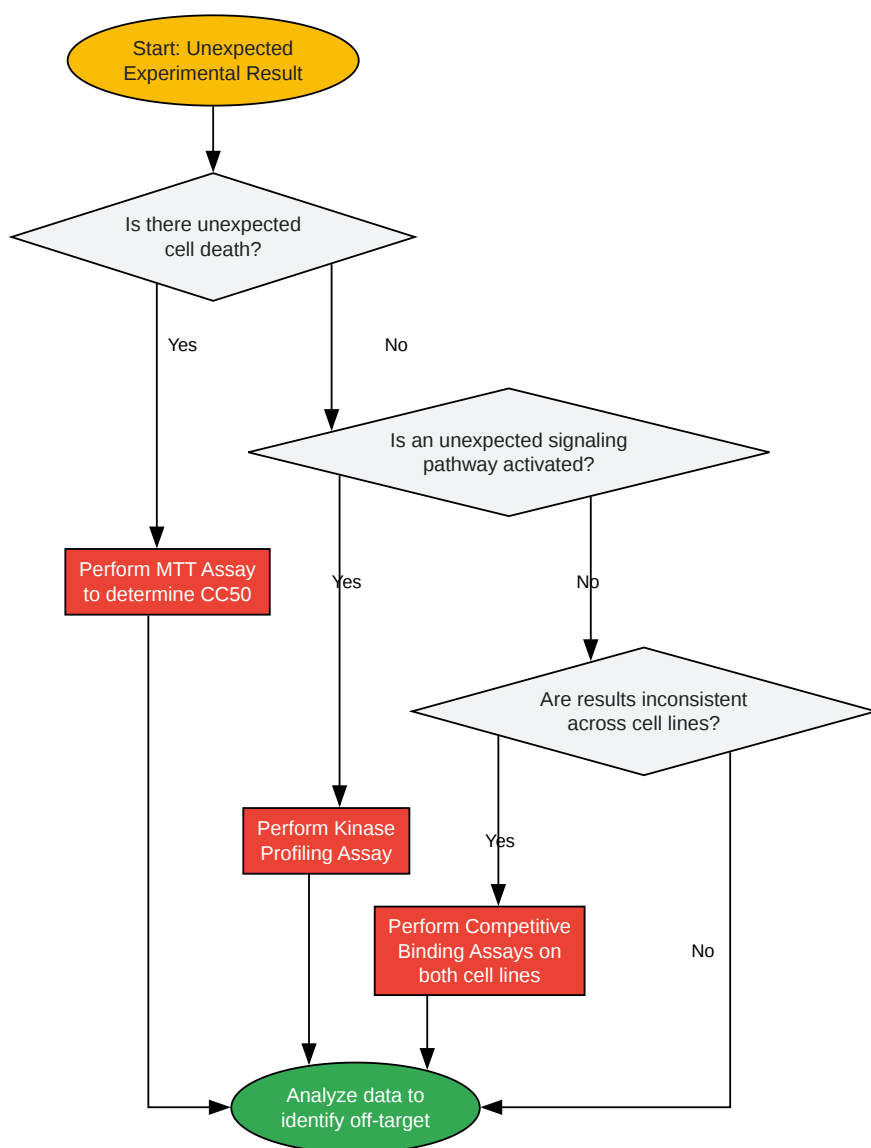 Start: Unexpected
Experimental Result
Is there unexpected
cell death?
Yes
No
Is an unexpected signaling
pathway activated?
Perform MTT Assay
to determine CC50
Yes
No
Are results inconsistent
across cell lines?
Perform Kinase
Profiling Assay
Yes
Perform Competitive
Binding Assays on
both cell lines
No
Analyze data to
identify off-target